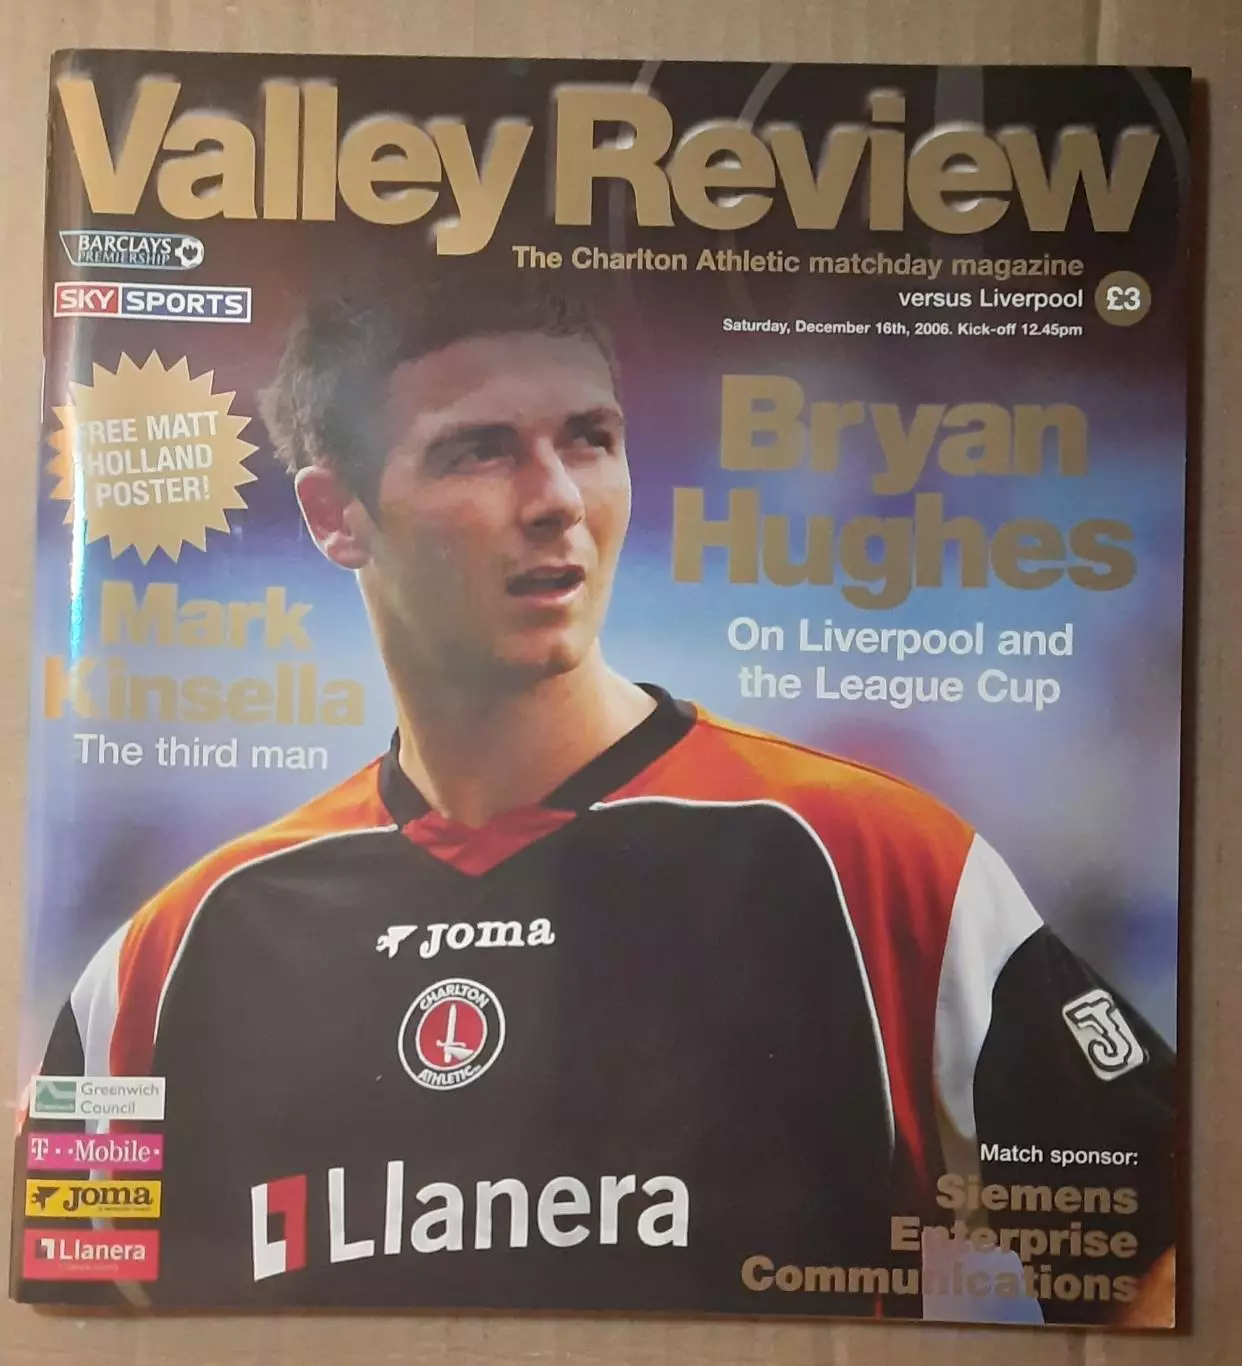 Valley Review
BARCLAYS
PREMIERSHIP
The Charlton Athletic matchday magazine
SKY SPORTS
versus Liverpool
£3
Saturday, December 16th, 2006. Kick-off 12.45pm
FREE MATT
HOLLAND
POSTER!
Bryan
Hughes
On Liverpool and
the League Cup
Mark
Kinsella
The third man
Joma
CHARLTON
ATHLETIC
J
Greenwich
Council
T··Mobile·
Joma
Llanera
Llanera
Match sponsor:
Siemens
Enterprise
Communications